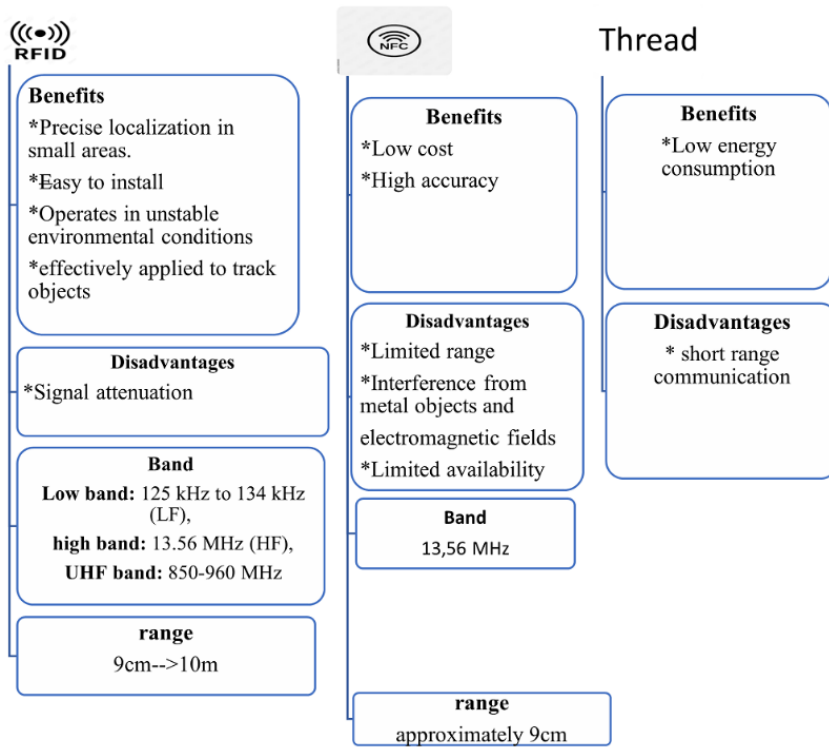 RFID
Benefits
*Precise localization in
small areas.
*Easy to install
*Operates in unstable
environmental conditions
*effectively applied to track
objects
Disadvantages
*Signal attenuation
Band
Low band: 125 kHz to 134 kHz
(LF),
high band: 13.56 MHz (HF),
UHF band: 850-960 MHz
range
9cm-->10m
NFC
Benefits
*Low cost
*High accuracy
Disadvantages
*Limited range
*Interference from
metal objects and
electromagnetic fields
*Limited availability
Band
13,56 MHz
range
approximately 9cm
Thread
Benefits
*Low energy
consumption
Disadvantages
* short range
communication